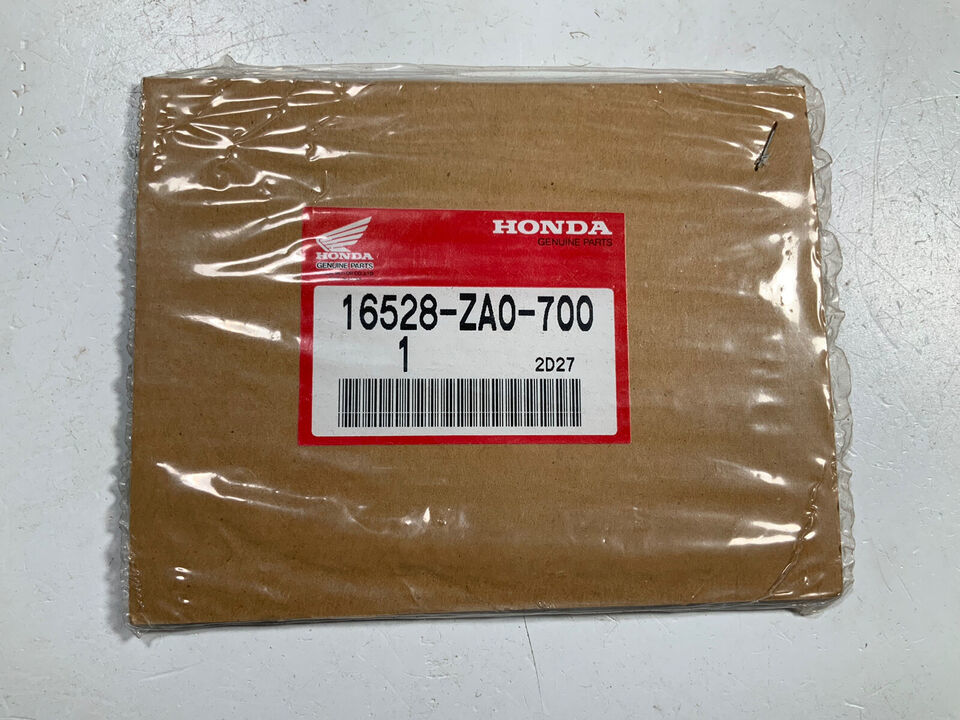 HONDA
GENUINE PARTS
HONDA
GENUINE PARTS
16528-ZA0-700
1
2D27